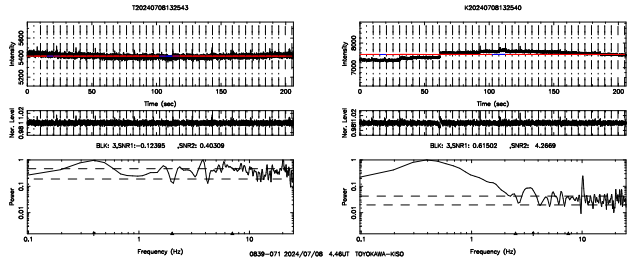 T20240708132543
K20240708132540
Intensity
5200 5400 5600
0 50 100 150 200
Time (sec)
Intensity
7000 8000
0 50 100 150 200
Time (sec)
Nor. Level
0.98 1 1.02
Nor. Level
0.98 1 1.02
BLK: 3,SNR1:-0.12395 ,SNR2: 0.40309
BLK: 3,SNR1: 0.61502 ,SNR2: 4.2669
Power
0.01 0.1 1
0.1 1 10
Frequency (Hz)
Power
0.01 0.1 1
0.1 1 10
Frequency (Hz)
0839-071 2024/07/08 4.46UT TOYOKAWA-KISO